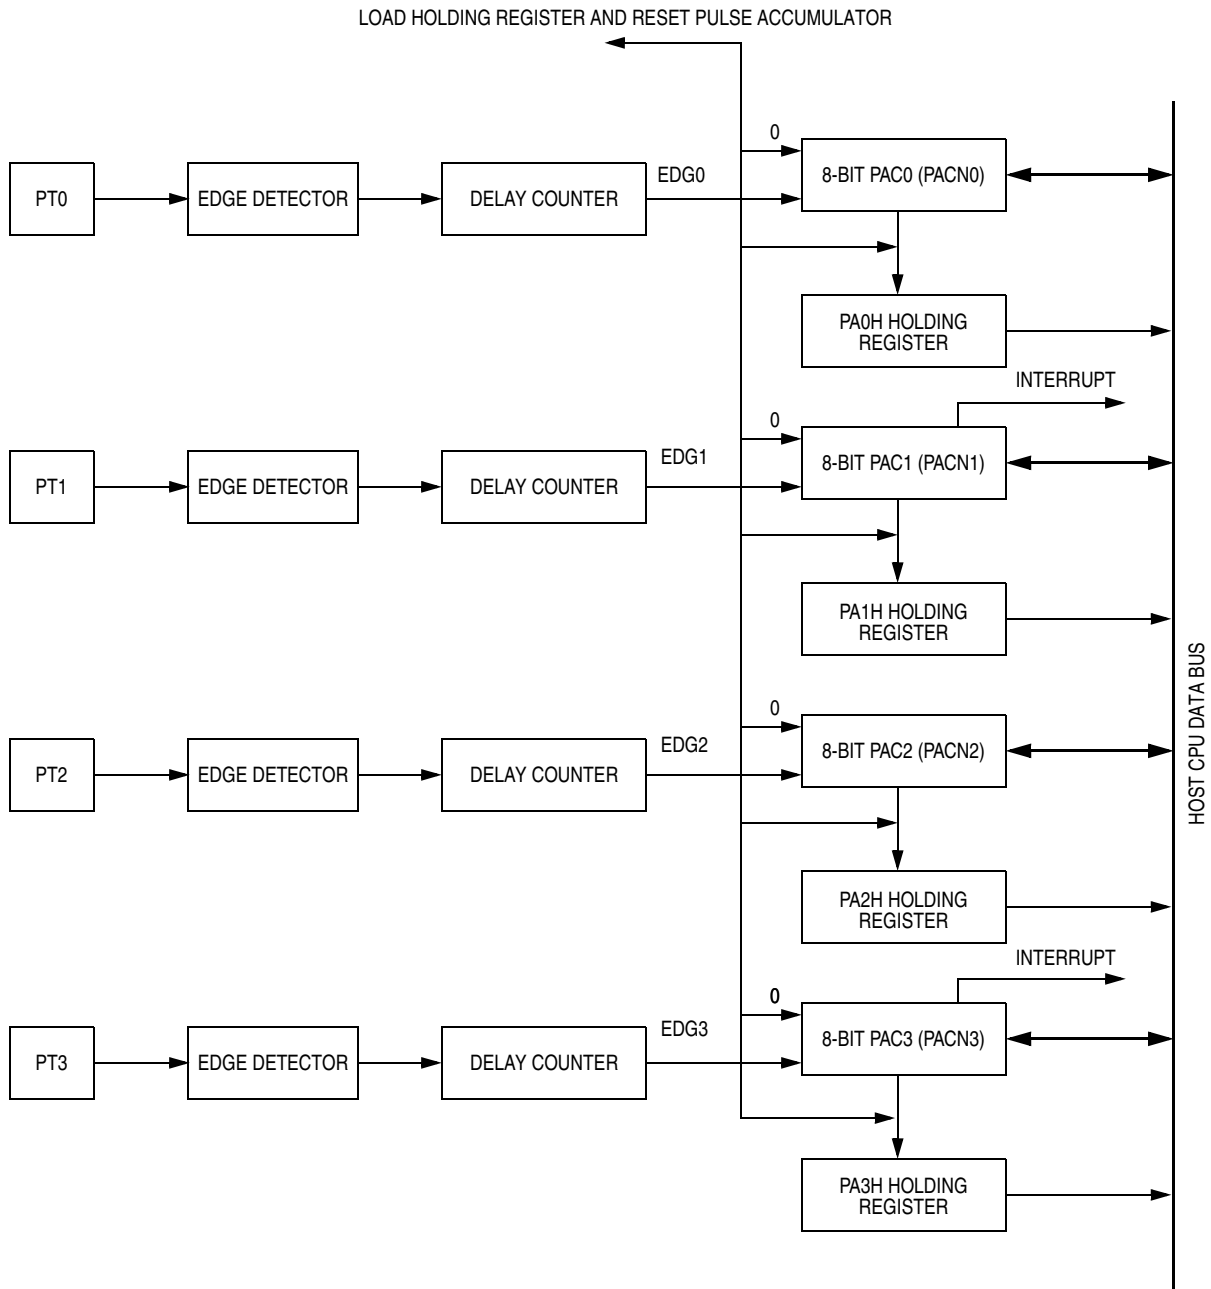 LOAD HOLDING REGISTER AND RESET PULSE ACCUMULATOR
0
EDG0
PT0
EDGE DETECTOR
DELAY COUNTER
8-BIT PAC0 (PACN0)
PA0H HOLDING
REGISTER
INTERRUPT
0
EDG1
PT1
EDGE DETECTOR
DELAY COUNTER
8-BIT PAC1 (PACN1)
PA1H HOLDING
REGISTER
HOST CPU DATA BUS
0
EDG2
PT2
EDGE DETECTOR
DELAY COUNTER
8-BIT PAC2 (PACN2)
PA2H HOLDING
REGISTER
INTERRUPT
0
EDG3
PT3
EDGE DETECTOR
DELAY COUNTER
8-BIT PAC3 (PACN3)
PA3H HOLDING
REGISTER